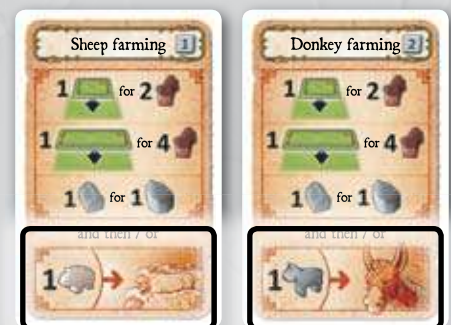 Sheep farming 1
1 for 2
1 for 4
1 for 1
and then / or
1
Donkey farming 2
1 for 2
1 for 4
1 for 1
and then / or
1